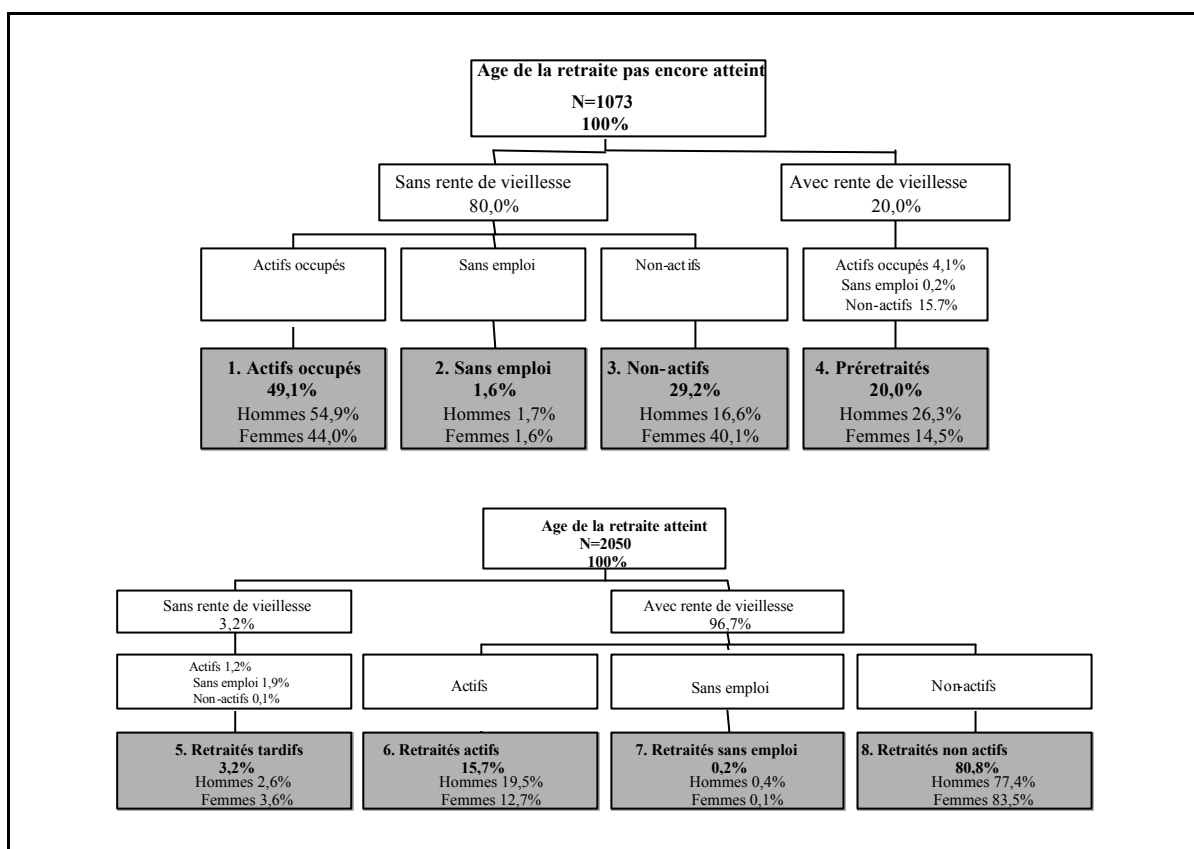 Age de la retraite pas encore atteint
N=1073
100%
Sans rente de vieillesse
80,0%
Avec rente de vieillesse
20,0%
Actifs occupés
Sans emploi
Non-actifs
Actifs occupés 4,1%
Sans emploi 0,2%
Non-actifs 15.7%
1. Actifs occupés
49,1%
Hommes 54,9%
Femmes 44,0%
2. Sans emploi
1,6%
Hommes 1,7%
Femmes 1,6%
3. Non-actifs
29,2%
Hommes 16,6%
Femmes 40,1%
4. Préretraités
20,0%
Hommes 26,3%
Femmes 14,5%
Age de la retraite atteint
N=2050
100%
Sans rente de vieillesse
3,2%
Avec rente de vieillesse
96,7%
Actifs 1,2%
Sans emploi 1,9%
Non-actifs 0,1%
Actifs
Sans emploi
Non-actifs
5. Retraités tardifs
3,2%
Hommes 2,6%
Femmes 3,6%
6. Retraités actifs
15,7%
Hommes 19,5%
Femmes 12,7%
7. Retraités sans emploi
0,2%
Hommes 0,4%
Femmes 0,1%
8. Retraités non actifs
80,8%
Hommes 77,4%
Femmes 83,5%